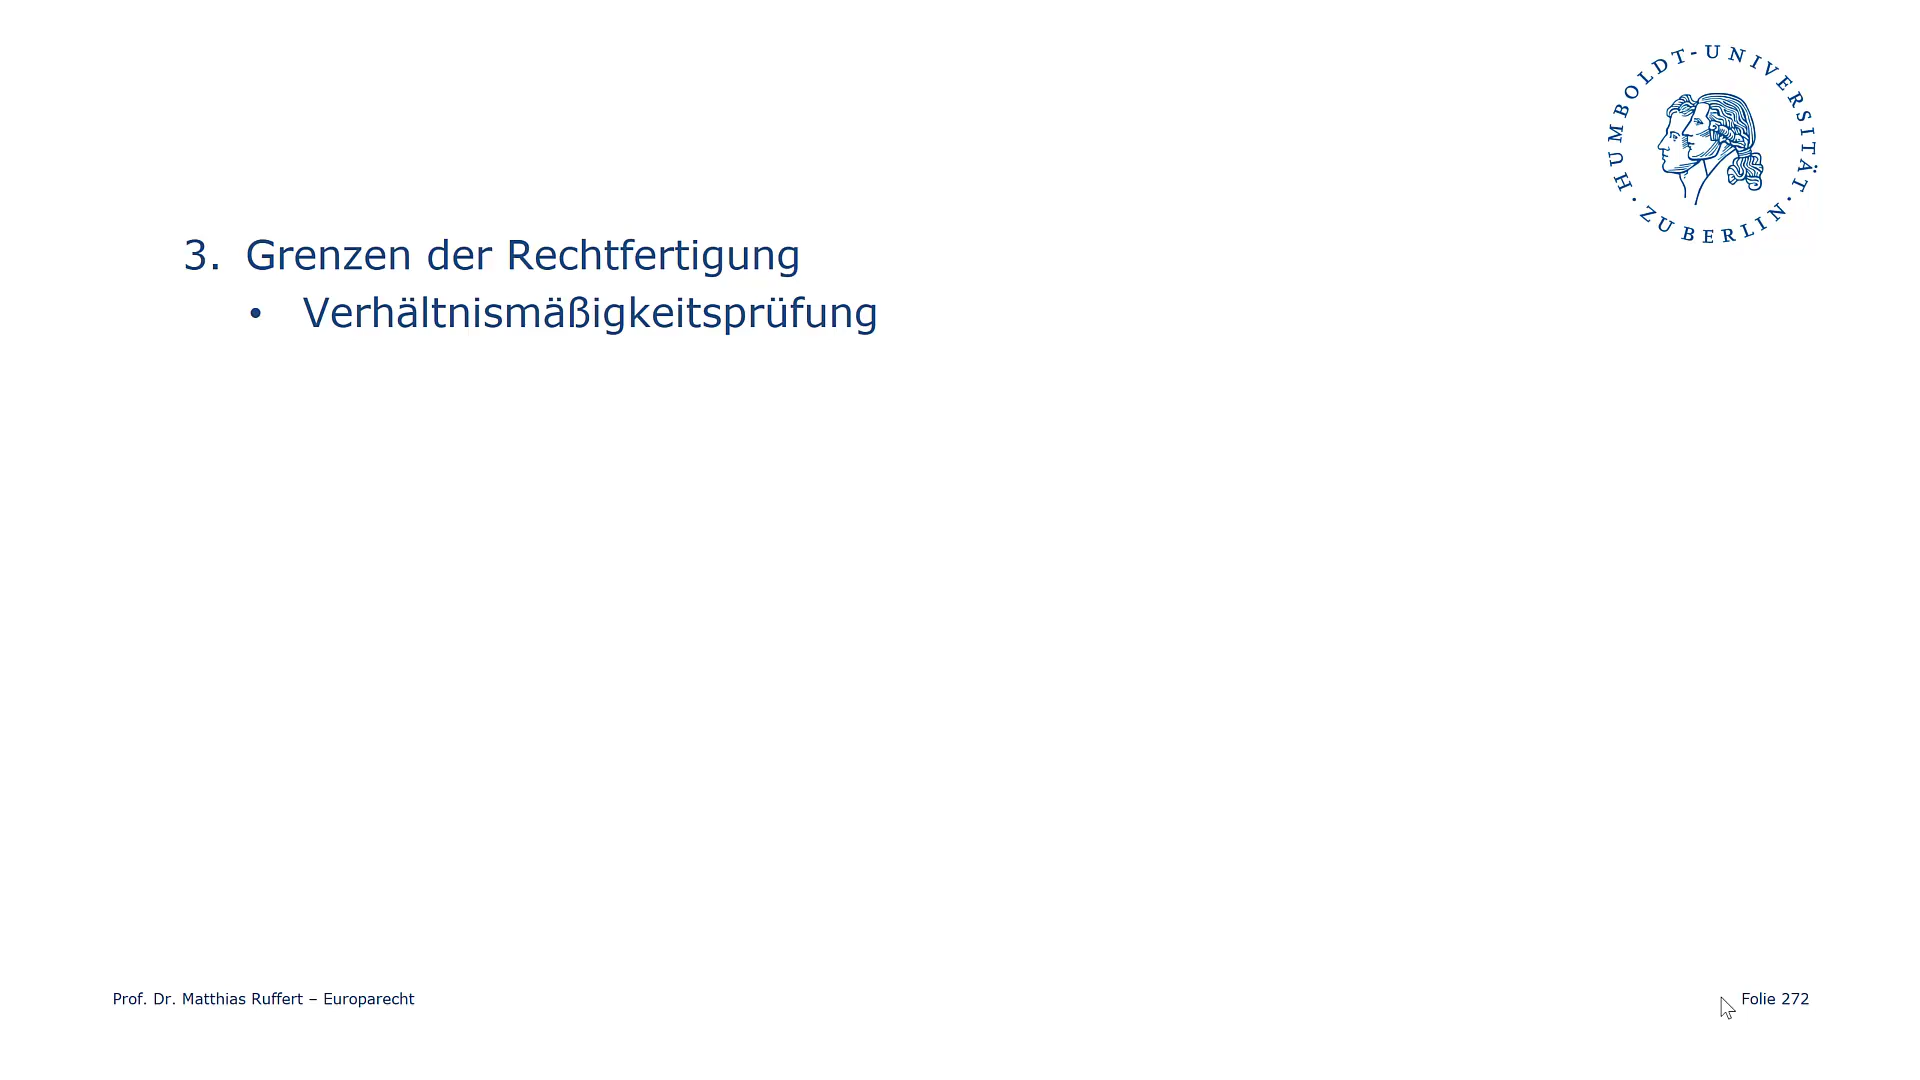 HUMBOLDT-UNIVERSITÄT
· ZU BERLIN ·
3. Grenzen der Rechtfertigung
• Verhältnismäßigkeitsprüfung
Prof. Dr. Matthias Ruffert – Europarecht
Folie 272